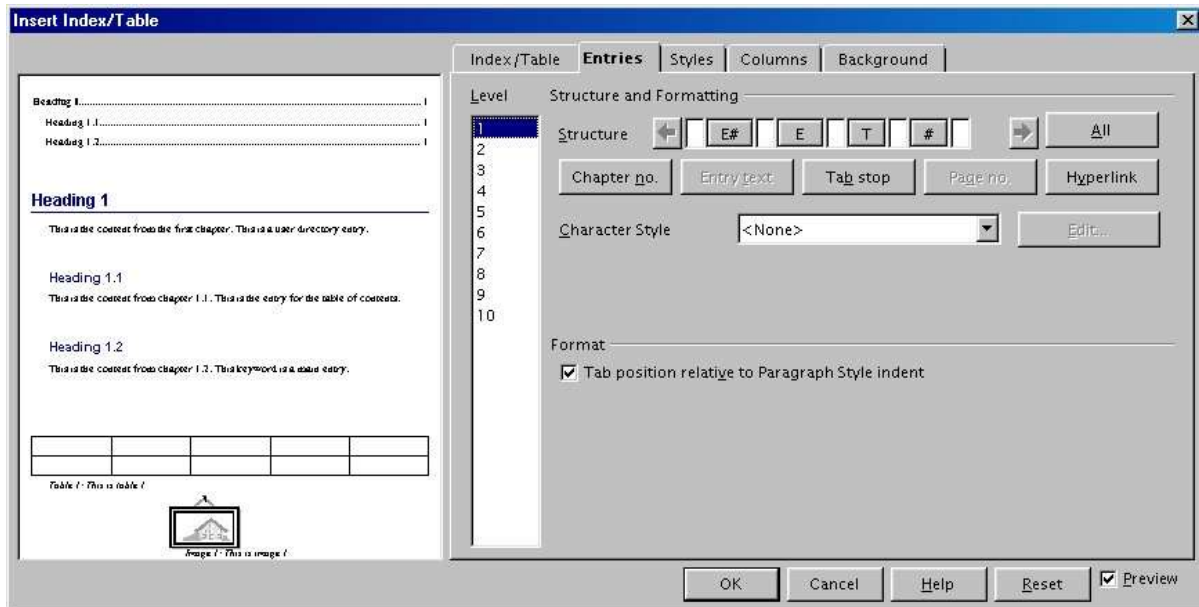 Insert Index/Table
Index/Table Entries Styles Columns Background
Heading 1 1
Heading 1.1 1
Heading 1.2 1
Heading 1
This is the content from the first chapter. This is a user directory entry.
Heading 1.1
This is the content from chapter 1.1. This is the entry for the table of contents.
Heading 1.2
This is the content from chapter 1.2. This keyword is a main entry.
Table 1: This is table 1
Image 1: This is image 1
Level
1
2
3
4
5
6
7
8
9
10
Structure and Formatting
Structure E# E T # All
Chapter no. Entry text Tab stop Page no. Hyperlink
Character Style <None> Edit...
Format
Tab position relative to Paragraph Style indent
OK Cancel Help Reset Preview